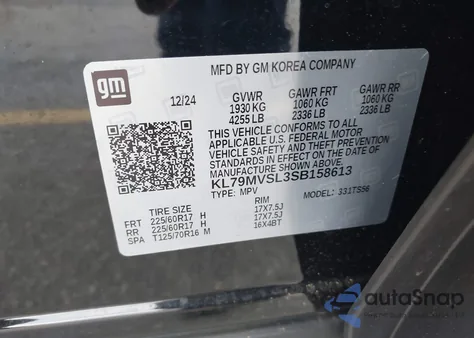 MFD BY GM KOREA COMPANY
gm
12/24 GVWR GAWR FRT GAWR RR
1930 KG 1060 KG 1060 KG
4255 LB 2336 LB 2336 LB
THIS VEHICLE CONFORMS TO ALL
APPLICABLE U.S. FEDERAL MOTOR
VEHICLE SAFETY AND THEFT
PREVENTION STANDARDS IN EFFECT ON
THE DATE OF MANUFACTURE SHOWN ABOVE.
KL79MVSL3SB158613
TYPE: MPV MODEL: 331TS56
TIRE SIZE RIM
FRT 225/60R17 H 17X7.5J
RR 225/60R17 H 17X7.5J
SPA T125/70R16 M 16X4BT
autoSnap